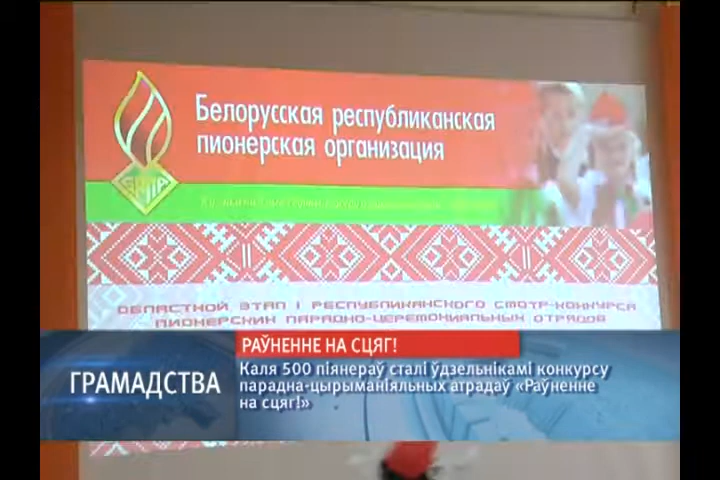 Белорусская республиканская
пионерская организация
БРПО
ОБЛАСТНОЙ ЭТАП I РЕСПУБЛИКАНСКОГО СМОТР-КОНКУРСА
ПИОНЕРСКИХ ПАРАДНО-ЦЕРЕМОНИАЛЬНЫХ ОТРЯДОВ
РАЎНЕННЕ НА СЦЯГ!
ГРАМАДСТВА
Каля 500 піянераў сталі ўдзельнікамі конкурсу
парадна-цырыманіяльных атрадаў «Раўненне
на сцяг!»